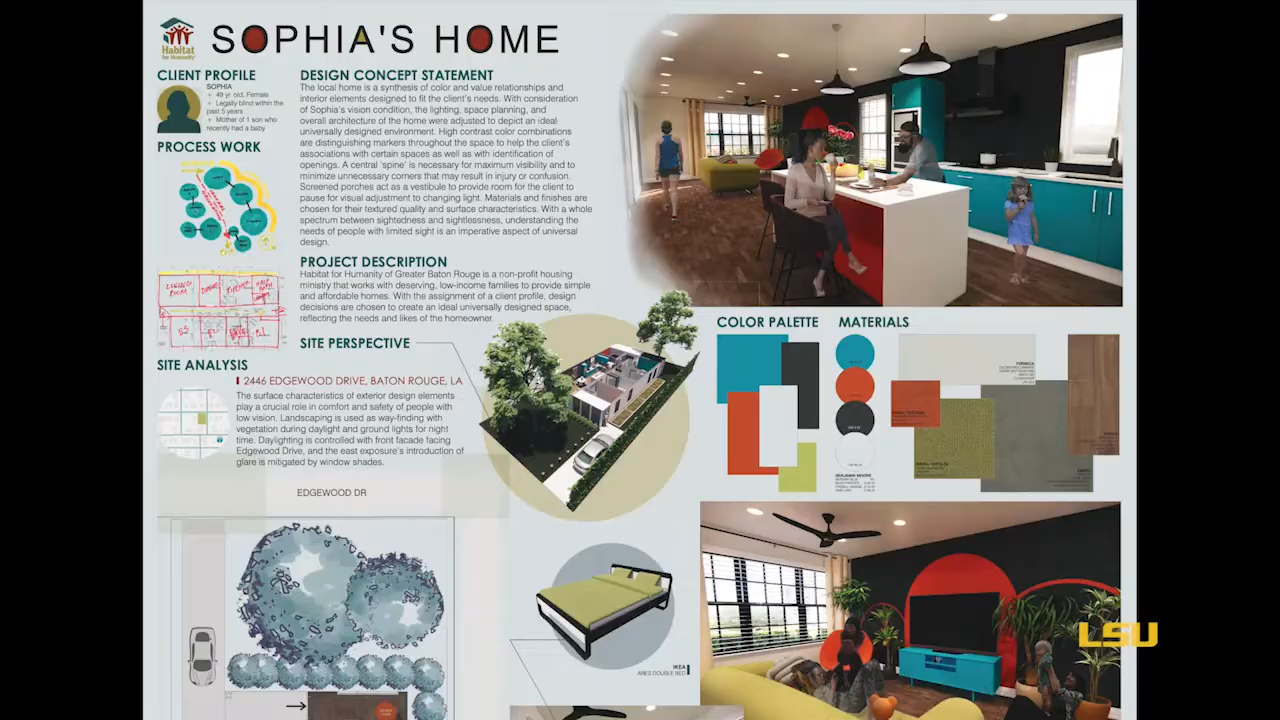 Habitat
for Humanity
SOPHIA'S HOME
CLIENT PROFILE
SOPHIA
+ 49 yr. old, Female
+ Legally blind within the
past 5 years
+ Mother of 1 son who
recently had a baby
PROCESS WORK
DESIGN CONCEPT STATEMENT
The local home is a synthesis of color and value relationships and
interior elements designed to fit the client's needs. With consideration
of Sophia's vision condition, the lighting, space planning, and
overall architecture of the home were adjusted to depict an ideal
universally designed environment. High contrast color combinations
are distinguishing markers throughout the space to help the client's
associations with certain spaces as well as with identification of
openings. A central 'spine' is necessary for maximum visibility and to
minimize unnecessary corners that may result in injury or confusion.
Screened porches act as a vestibule to provide room for the client to
pause for visual adjustment to changing light. Materials and finishes are
chosen for their textured quality and surface characteristics. With a whole
spectrum between sightedness and sightlessness, understanding the
needs of people with limited sight is an imperative aspect of universal
design.
PROJECT DESCRIPTION
Habitat for Humanity of Greater Baton Rouge is a non-profit housing
ministry that works with deserving, low-income families to provide simple
and affordable homes. With the assignment of a client profile, design
decisions are chosen to create an ideal universally designed space,
reflecting the needs and likes of the homeowner.
SITE PERSPECTIVE
SITE ANALYSIS
2446 EDGEWOOD DRIVE, BATON ROUGE, LA
The surface characteristics of exterior design elements
play a crucial role in comfort and safety of people with
low vision. Landscaping is used as way-finding with
vegetation during daylight and ground lights for night
time. Daylighting is controlled with front facade facing
Edgewood Drive, and the east exposure's introduction of
glare is mitigated by window shades.
EDGEWOOD DR
COLOR PALETTE
MATERIALS
FORMICA
BENJAMIN MOORE
IKEA
ANES DOUBLE BED
LSU